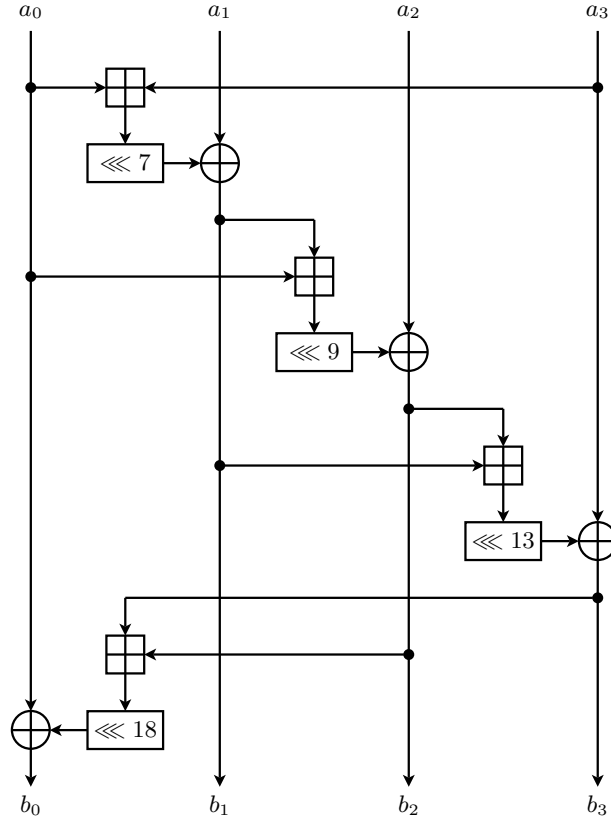 a₀ a₁ a₂ a₃
⋘ 7
⋘ 9
⋘ 13
⋘ 18
b₀ b₁ b₂ b₃